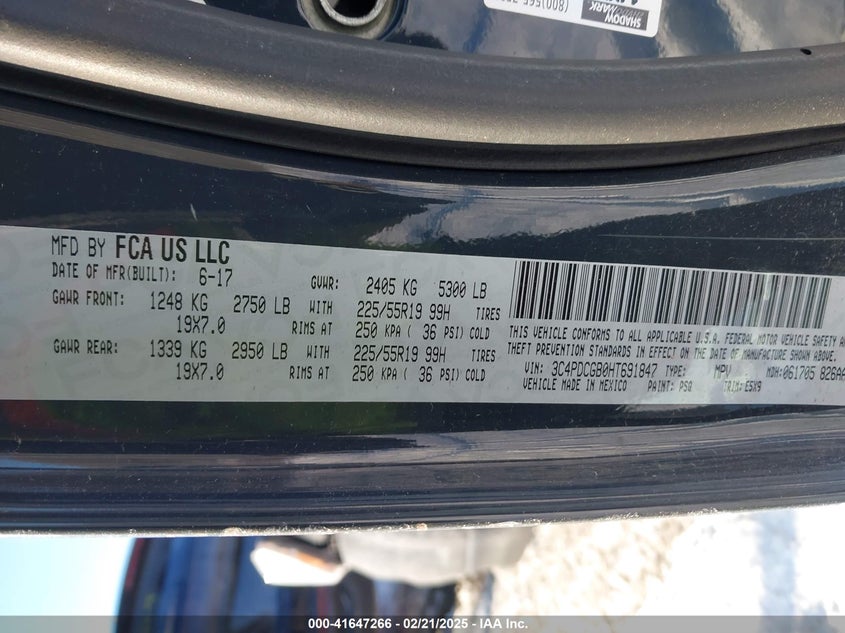 SHADOW
MARK
(800)565-
MFD BY FCA US LLC
DATE OF MFR(BUILT): 6-17 GVWR: 2405 KG 5300 LB
GAWR FRONT: 1248 KG 2750 LB WITH 225/55R19 99H TIRES
19X7.0 RIMS AT 250 KPA ( 36 PSI) COLD
GAWR REAR: 1339 KG 2950 LB WITH 225/55R19 99H TIRES
19X7.0 RIMS AT 250 KPA ( 36 PSI) COLD
THIS VEHICLE CONFORMS TO ALL APPLICABLE U.S.A. FEDERAL MOTOR VEHICLE SAFETY
THEFT PREVENTION STANDARDS IN EFFECT ON THE DATE OF MANUFACTURE SHOWN ABOVE
VIN: 3C4PDCGB0HT691847 TYPE: MPV MDH:061705 826AA
VEHICLE MADE IN MEXICO PAINT: PSQ TRIM: E5X9
000-41647266 - 02/21/2025 - IAA Inc.